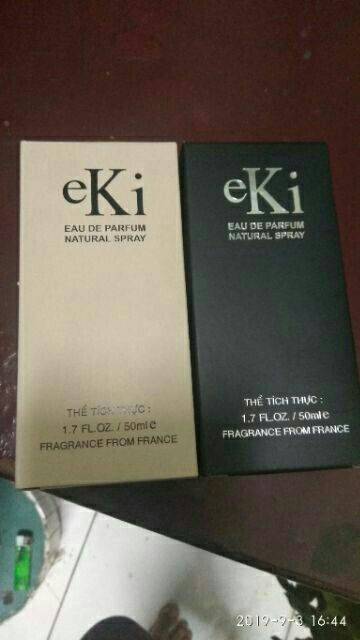 eKi
EAU DE PARFUM
NATURAL SPRAY
THỂ TÍCH THỰC :
1.7 FL.OZ. / 50ml e
FRAGRANCE FROM FRANCE
eKi
EAU DE PARFUM
NATURAL SPRAY
THỂ TÍCH THỰC :
1.7 FL.OZ. / 50ml e
FRAGRANCE FROM FRANCE
2019-9-3 16:44